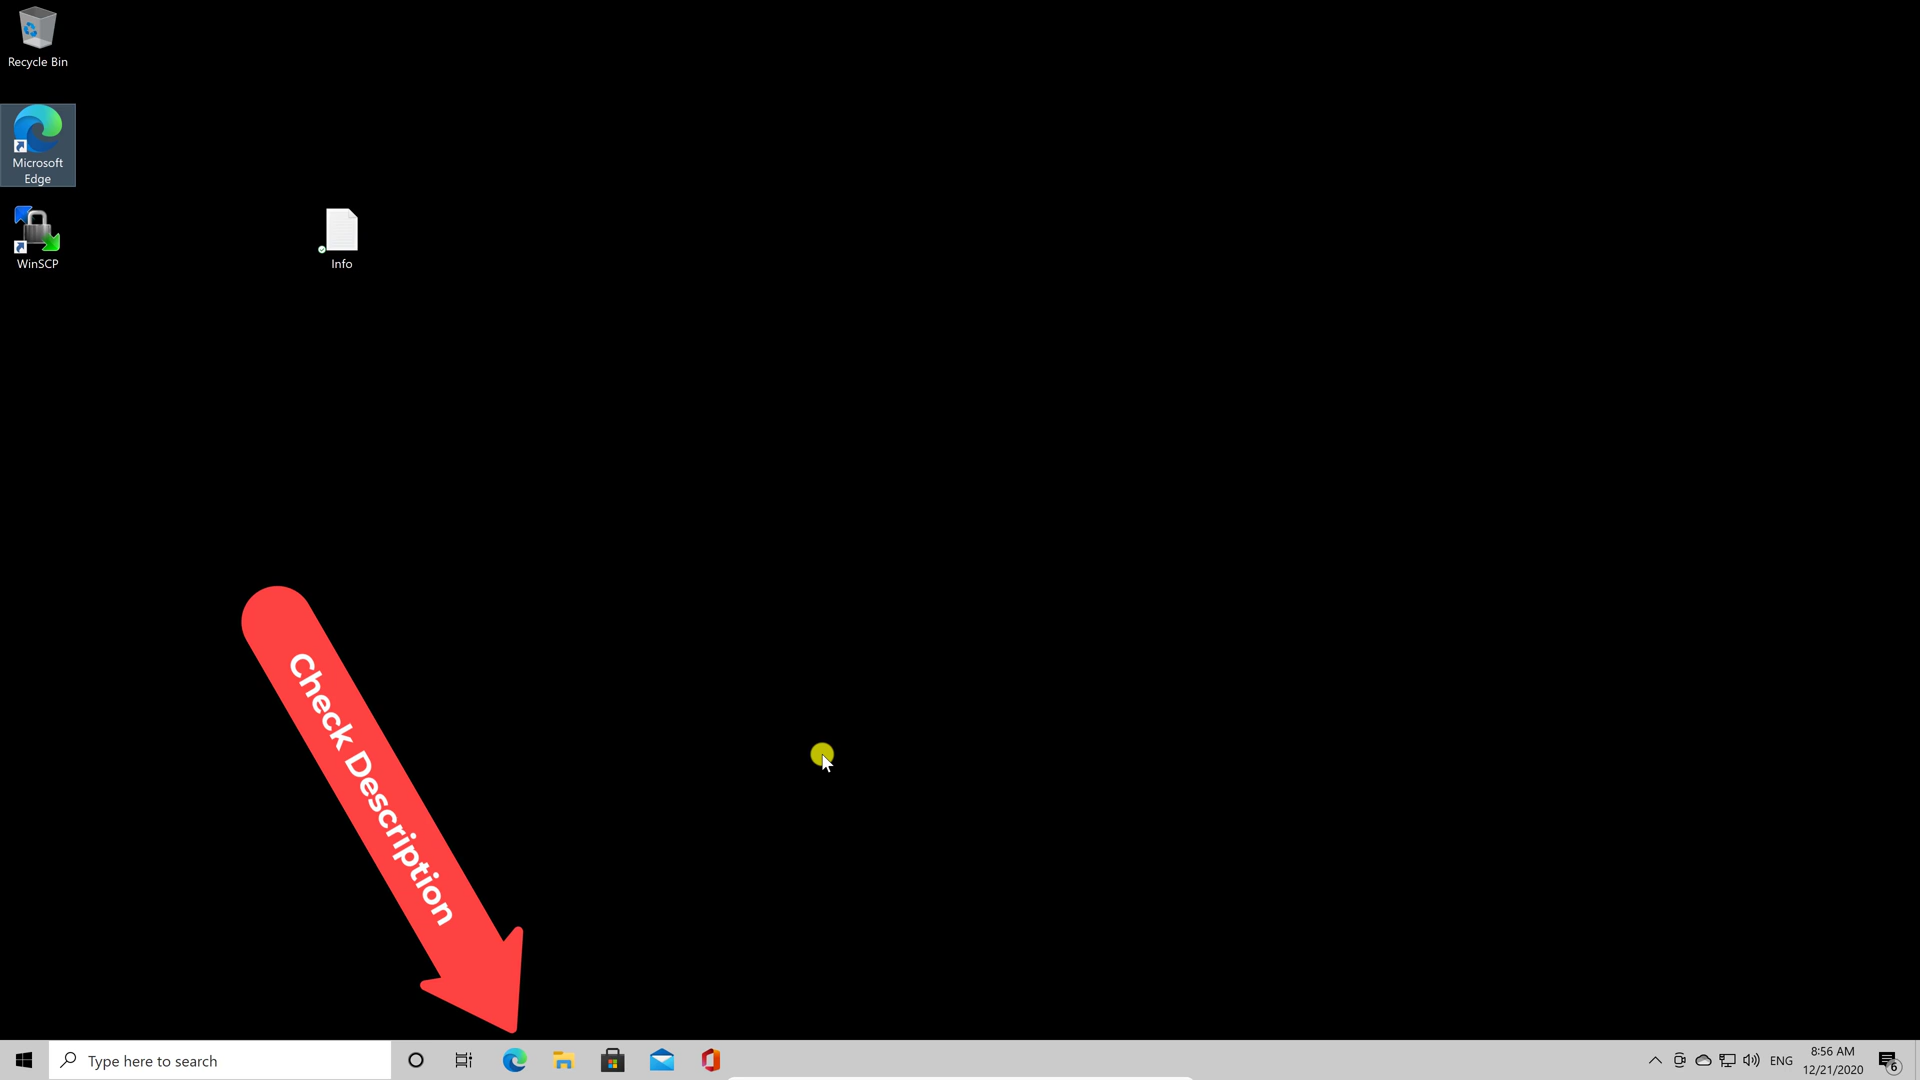 Recycle Bin
Microsoft
Edge
WinSCP
Info
Check Description
Type here to search
ENG
8:56 AM
12/21/2020
6